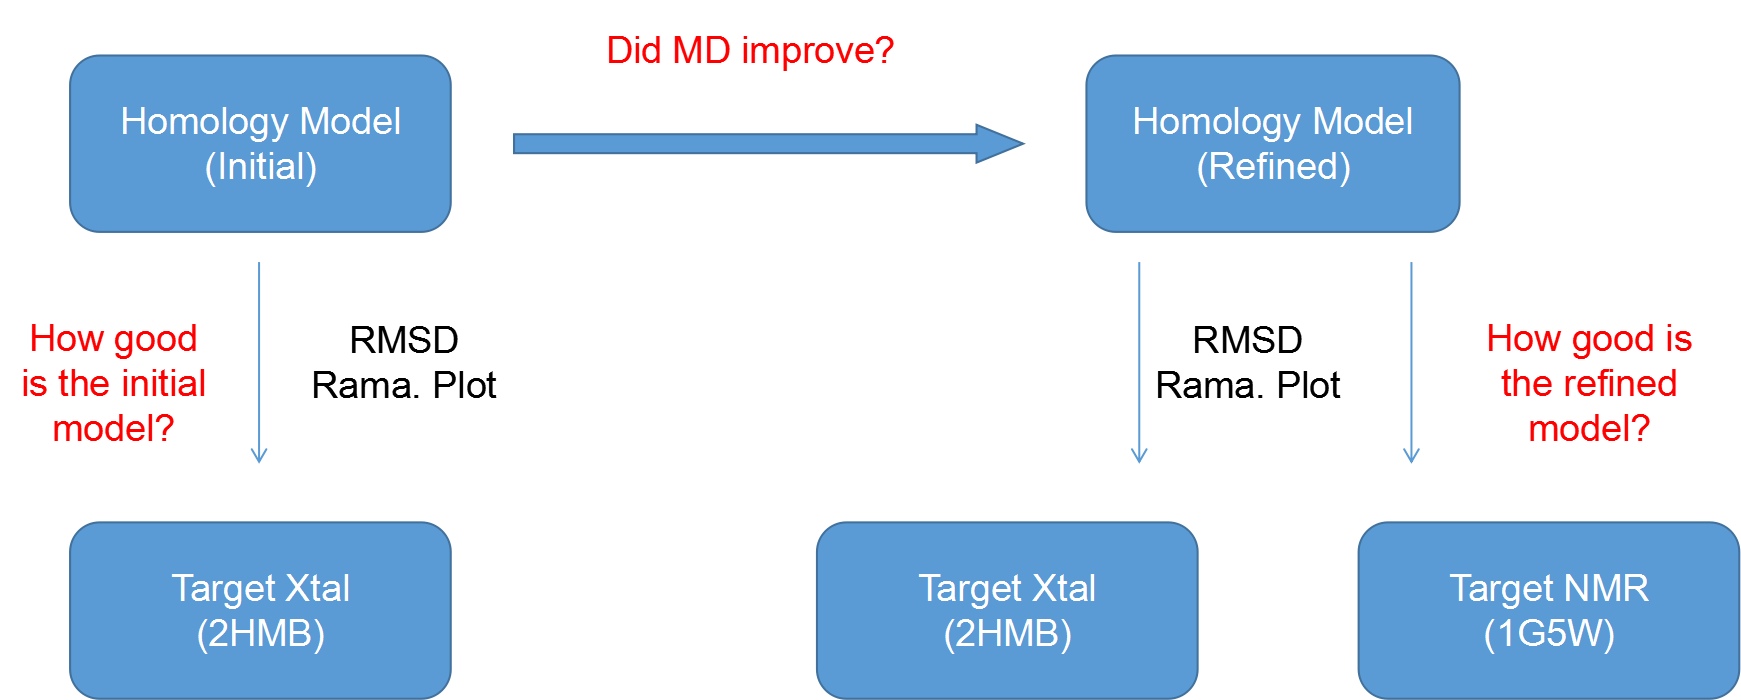 Did MD improve?
Homology Model
(Initial)
Homology Model
(Refined)
How good
is the initial
model?
RMSD
Rama. Plot
RMSD
Rama. Plot
How good is
the refined
model?
Target Xtal
(2HMB)
Target Xtal
(2HMB)
Target NMR
(1G5W)